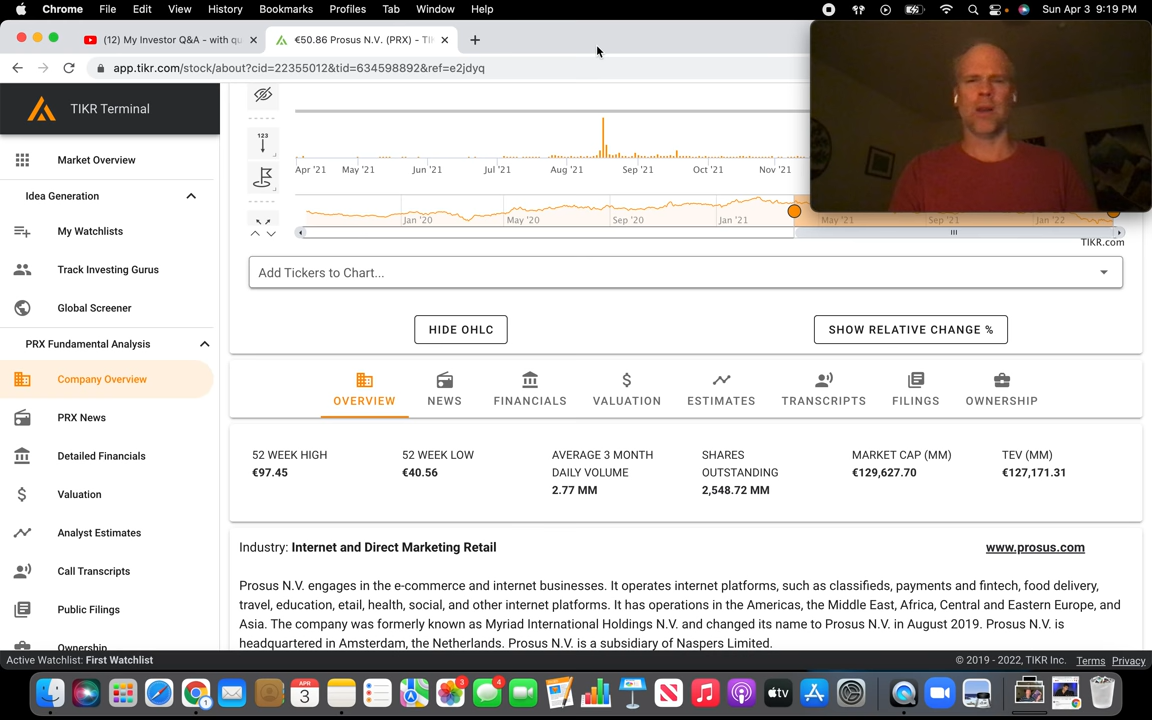 Chrome File Edit View History Bookmarks Profiles Tab Window Help Sun Apr 3 9:19 PM
(12) My Investor Q&A - with qu
€50.86 Prosus N.V. (PRX) - TI
app.tikr.com/stock/about?cid=22355012&tid=634598892&ref=e2jdyq
TIKR Terminal
Market Overview
Idea Generation
My Watchlists
Track Investing Gurus
Global Screener
PRX Fundamental Analysis
Company Overview
PRX News
Detailed Financials
Valuation
Analyst Estimates
Call Transcripts
Public Filings
Ownership
123
Apr '21 May '21 Jun '21 Jul '21 Aug '21 Sep '21 Oct '21 Nov '21
Jan '20 May '20 Sep '20 Jan '21 May '21 Sep '21 Jan '22
TIKR.com
Add Tickers to Chart...
HIDE OHLC
SHOW RELATIVE CHANGE %
OVERVIEW NEWS FINANCIALS VALUATION ESTIMATES TRANSCRIPTS FILINGS OWNERSHIP
52 WEEK HIGH
€97.45
52 WEEK LOW
€40.56
AVERAGE 3 MONTH
DAILY VOLUME
2.77 MM
SHARES
OUTSTANDING
2,548.72 MM
MARKET CAP (MM)
€129,627.70
TEV (MM)
€127,171.31
Industry: Internet and Direct Marketing Retail
www.prosus.com
Prosus N.V. engages in the e-commerce and internet businesses. It operates internet platforms, such as classifieds, payments and fintech, food delivery,
travel, education, etail, health, social, and other internet platforms. It has operations in the Americas, the Middle East, Africa, Central and Eastern Europe, and
Asia. The company was formerly known as Myriad International Holdings N.V. and changed its name to Prosus N.V. in August 2019. Prosus N.V. is
headquartered in Amsterdam, the Netherlands. Prosus N.V. is a subsidiary of Naspers Limited.
Active Watchlist: First Watchlist
© 2019 - 2022, TIKR Inc. Terms Privacy
APR
3
3
4
tv
1